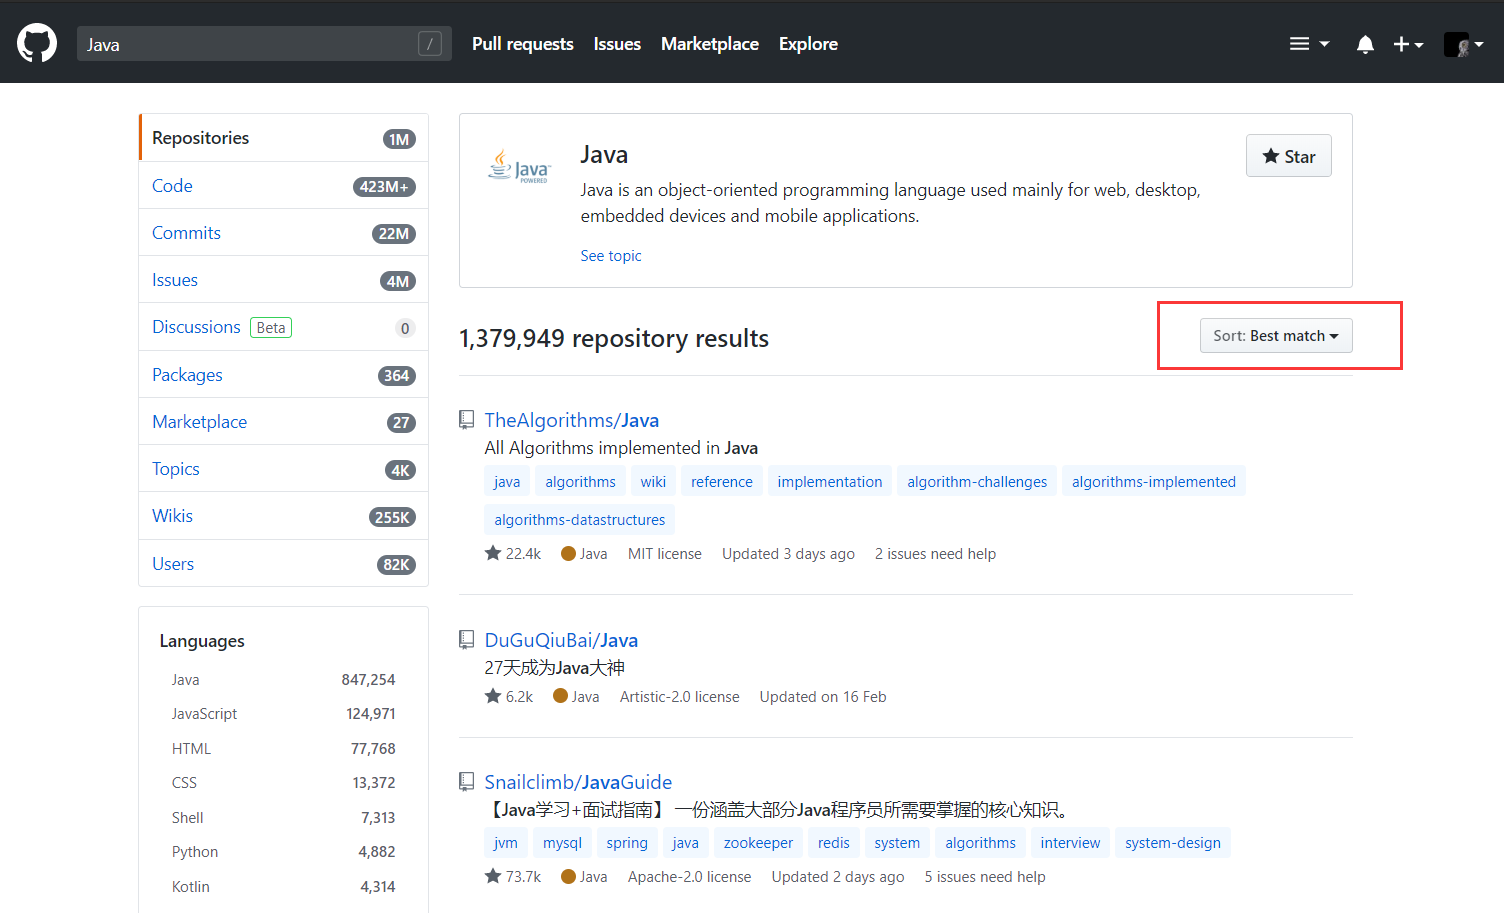 Java /
Pull requests Issues Marketplace Explore
Repositories 1M
Code 423M+
Commits 22M
Issues 4M
Discussions Beta 0
Packages 364
Marketplace 27
Topics 4K
Wikis 255K
Users 82K
Languages
Java 847,254
JavaScript 124,971
HTML 77,768
CSS 13,372
Shell 7,313
Python 4,882
Kotlin 4,314
Java
POWERED
Java
Star
Java is an object-oriented programming language used mainly for web, desktop,
embedded devices and mobile applications.
See topic
1,379,949 repository results
Sort: Best match
TheAlgorithms/Java
All Algorithms implemented in Java
java algorithms wiki reference implementation algorithm-challenges algorithms-implemented
algorithms-datastructures
22.4k Java MIT license Updated 3 days ago 2 issues need help
DuGuQiuBai/Java
27天成为Java大神
6.2k Java Artistic-2.0 license Updated on 16 Feb
Snailclimb/JavaGuide
【Java学习+面试指南】 一份涵盖大部分Java程序员所需要掌握的核心知识。
jvm mysql spring java zookeeper redis system algorithms interview system-design
73.7k Java Apache-2.0 license Updated 2 days ago 5 issues need help